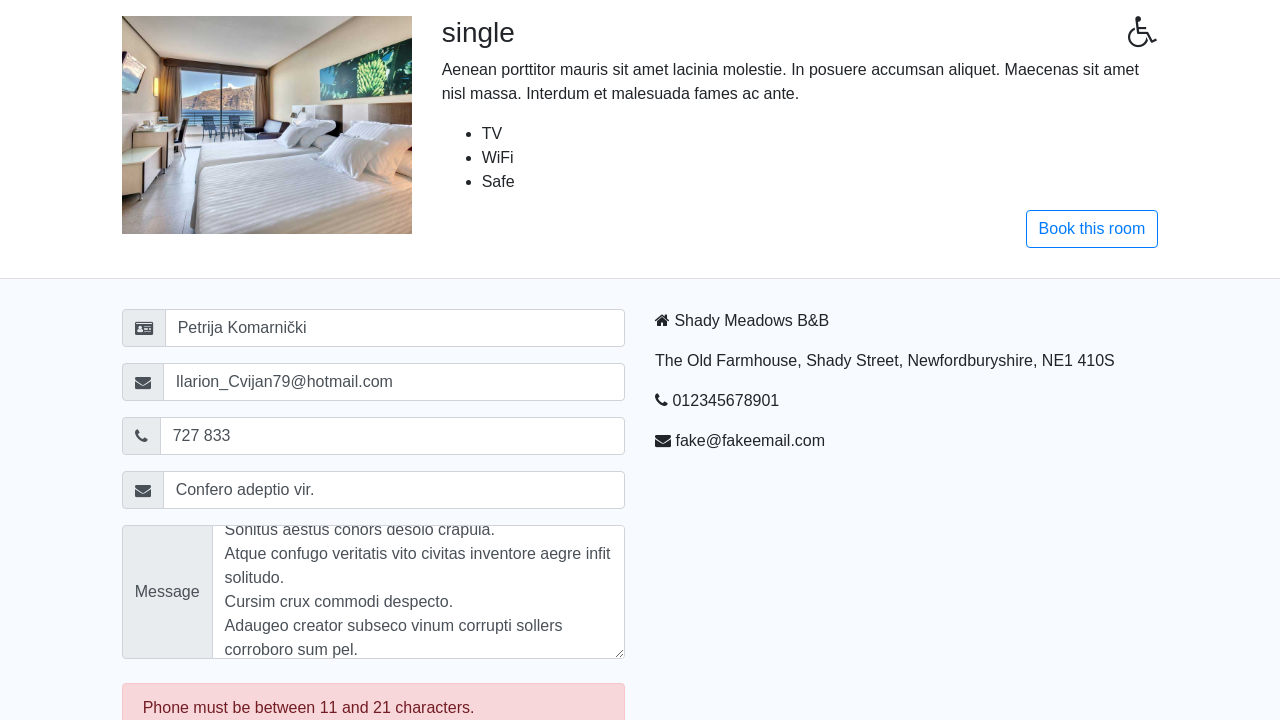 single
Aenean porttitor mauris sit amet lacinia molestie. In posuere accumsan aliquet. Maecenas sit amet
nisl massa. Interdum et malesuada fames ac ante.
TV
WiFi
Safe
Book this room
Petrija Komarnički
Ilarion_Cvijan79@hotmail.com
727 833
Confero adeptio vir.
Message
Sonitus aestus cohors desolo crapula.
Atque confugo veritatis vito civitas inventore aegre infit
solitudo.
Cursim crux commodi despecto.
Adaugeo creator subseco vinum corrupti sollers
corroboro sum pel.
Phone must be between 11 and 21 characters.
Shady Meadows B&B
The Old Farmhouse, Shady Street, Newfordburyshire, NE1 410S
012345678901
fake@fakeemail.com